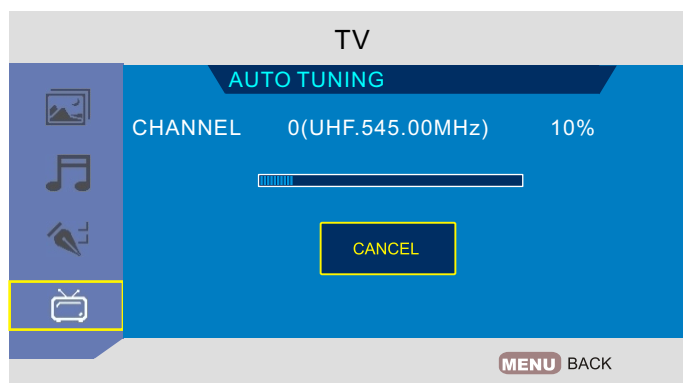 TV
AUTO TUNING
CHANNEL 0(UHF.545.00MHz) 10%
CANCEL
MENU BACK